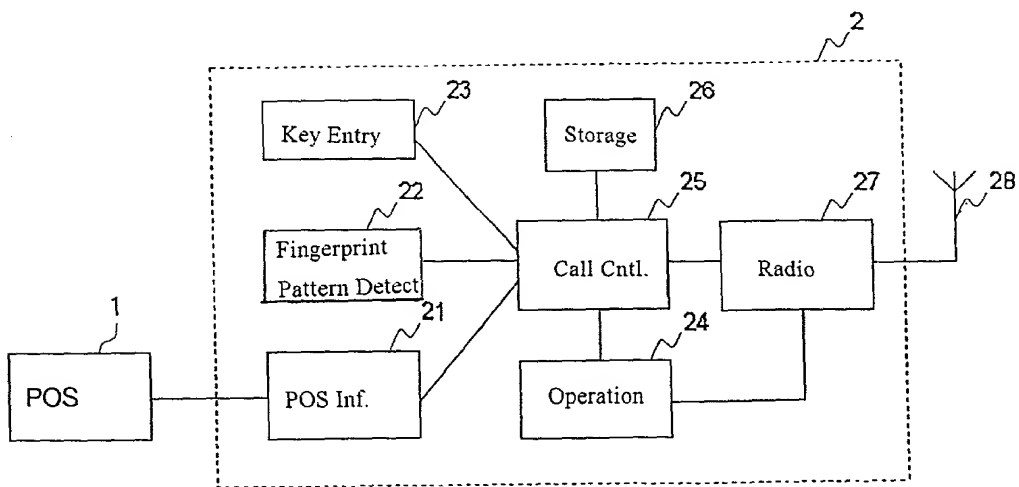 2
23
Key Entry
26
Storage
22
Fingerprint
Pattern Detect
25
Call Cntl.
27
Radio
28
1
POS
21
POS Inf.
24
Operation